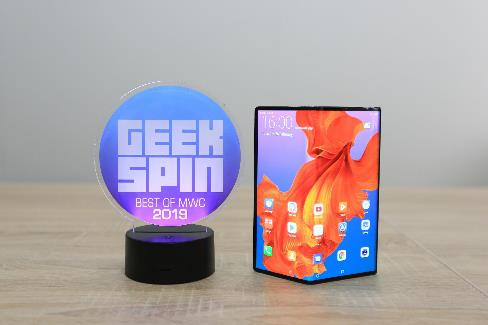 GEEK
SPIN
BEST OF MWC
2019
16:00